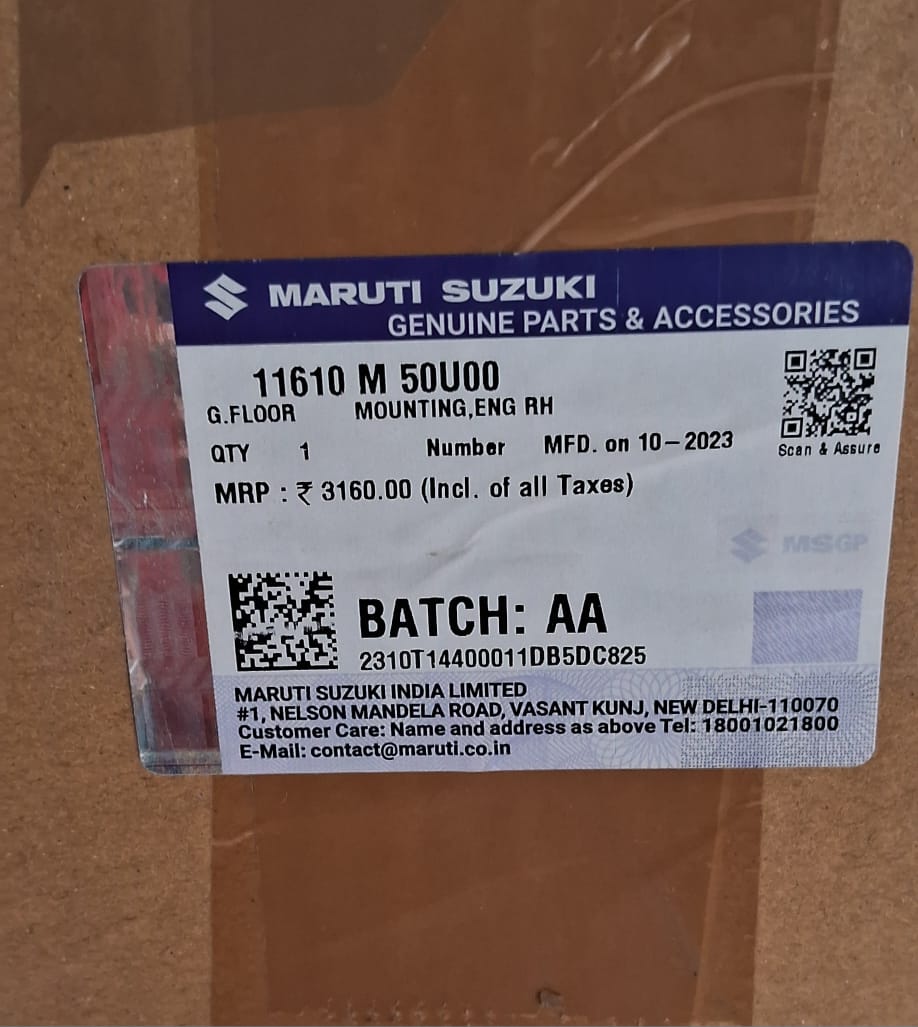 MARUTI SUZUKI
GENUINE PARTS & ACCESSORIES
11610 M 50U00
G.FLOOR MOUNTING,ENG RH
QTY 1 Number MFD. on 10-2023
Scan & Assure
MRP : ₹ 3160.00 (Incl. of all Taxes)
MSGP
BATCH: AA
2310T14400011DB5DC825
MARUTI SUZUKI INDIA LIMITED
#1, NELSON MANDELA ROAD, VASANT KUNJ, NEW DELHI-110070
Customer Care: Name and address as above Tel: 18001021800
E-Mail: contact@maruti.co.in